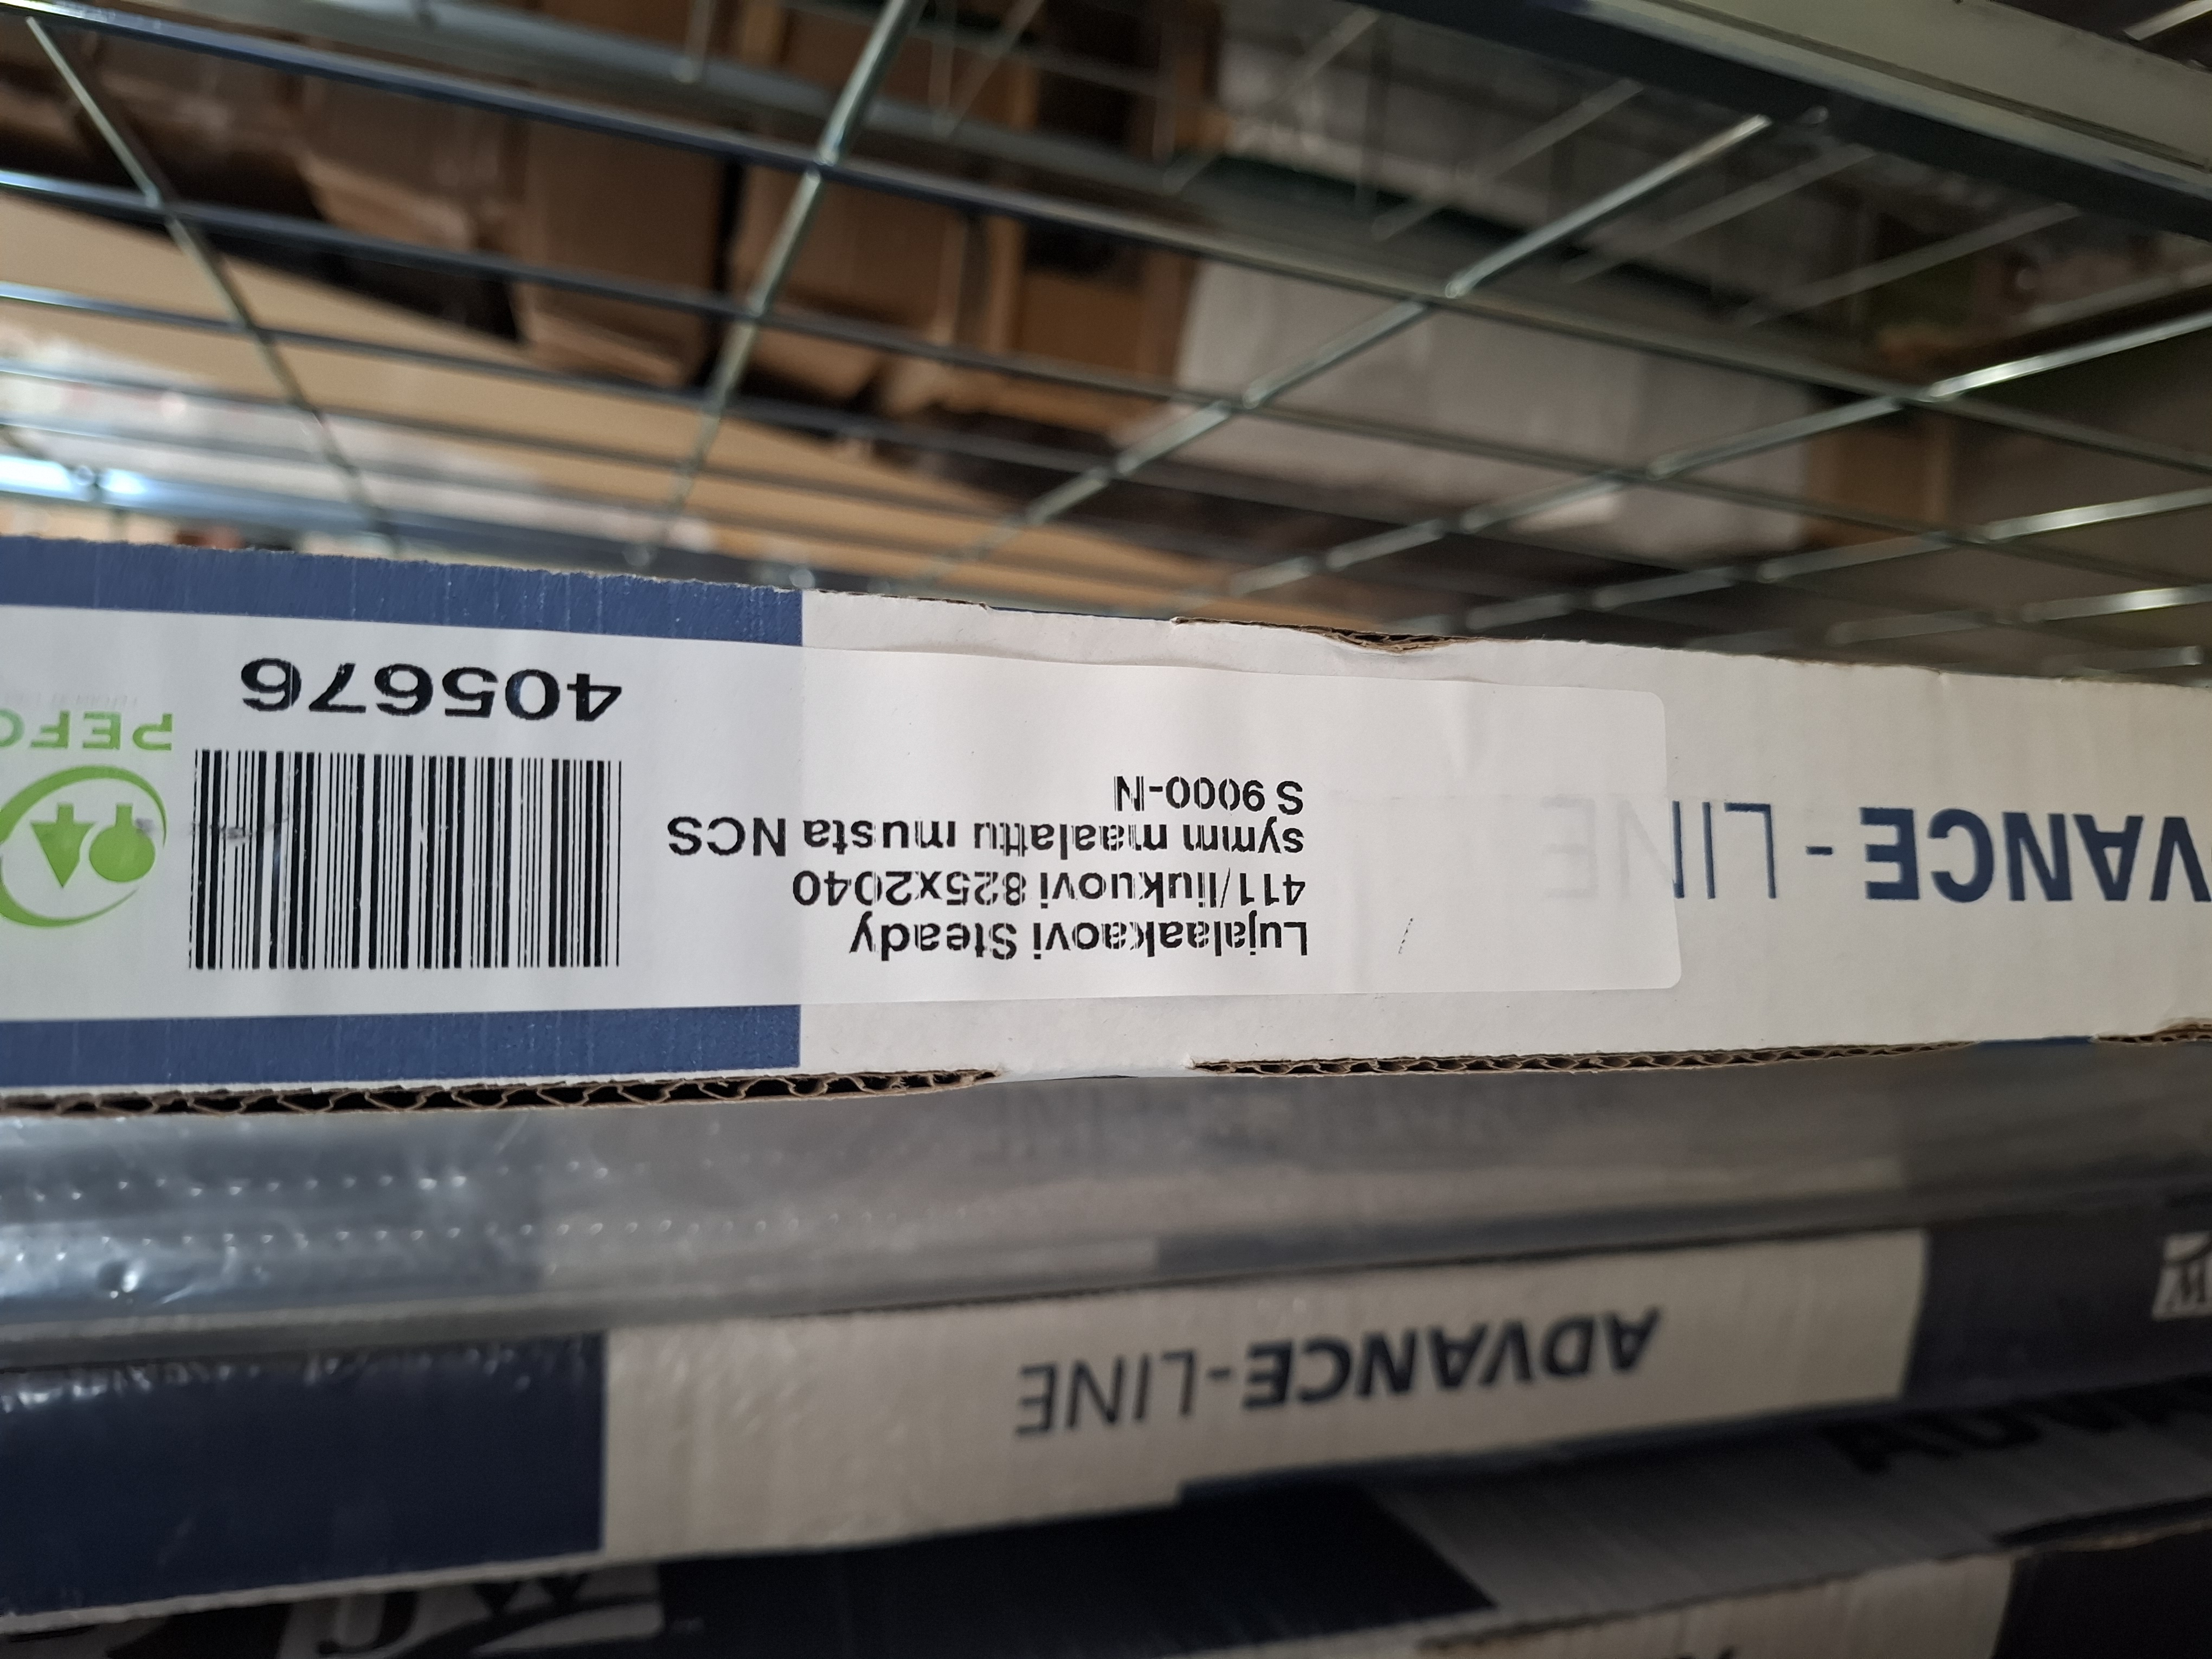 Lujalaakaovi Steady
411/liukuovi 825x2040
symm maalattu musta NCS
S 9000-N
405676
PEFC
VANCE - LINE
ADVANCE-LINE